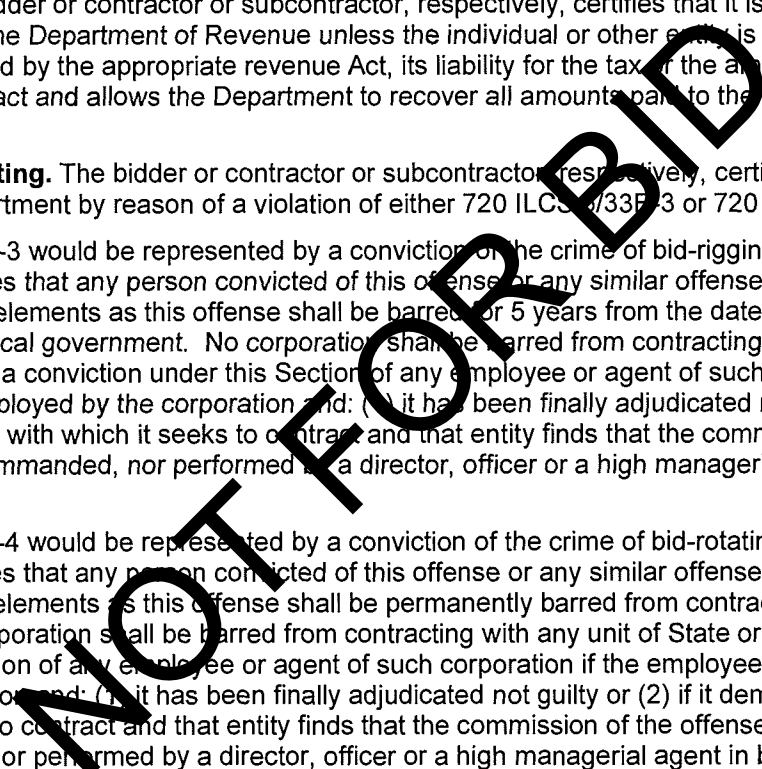 dder or contractor or subcontractor, respectively, certifies that it is
ne Department of Revenue unless the individual or other entity is
d by the appropriate revenue Act, its liability for the tax or the am
act and allows the Department to recover all amounts paid to the
ting. The bidder or contractor or subcontractor, respectively, certi
rtment by reason of a violation of either 720 ILCS 5/33E-3 or 720
-3 would be represented by a conviction of the crime of bid-riggin
es that any person convicted of this offense or any similar offense
elements as this offense shall be barred for 5 years from the date
cal government. No corporation shall be barred from contracting
a conviction under this Section of any employee or agent of such
ployed by the corporation and: (1) it has been finally adjudicated
with which it seeks to contract and that entity finds that the comm
mmanded, nor performed by a director, officer or a high manageri
-4 would be represented by a conviction of the crime of bid-rotatin
es that any person convicted of this offense or any similar offense
elements as this offense shall be permanently barred from contra
poration shall be barred from contracting with any unit of State or
on of any employee or agent of such corporation if the employee
and: (1) it has been finally adjudicated not guilty or (2) if it dem
o contract and that entity finds that the commission of the offense
or performed by a director, officer or a high managerial agent in b
NOT FOR BID